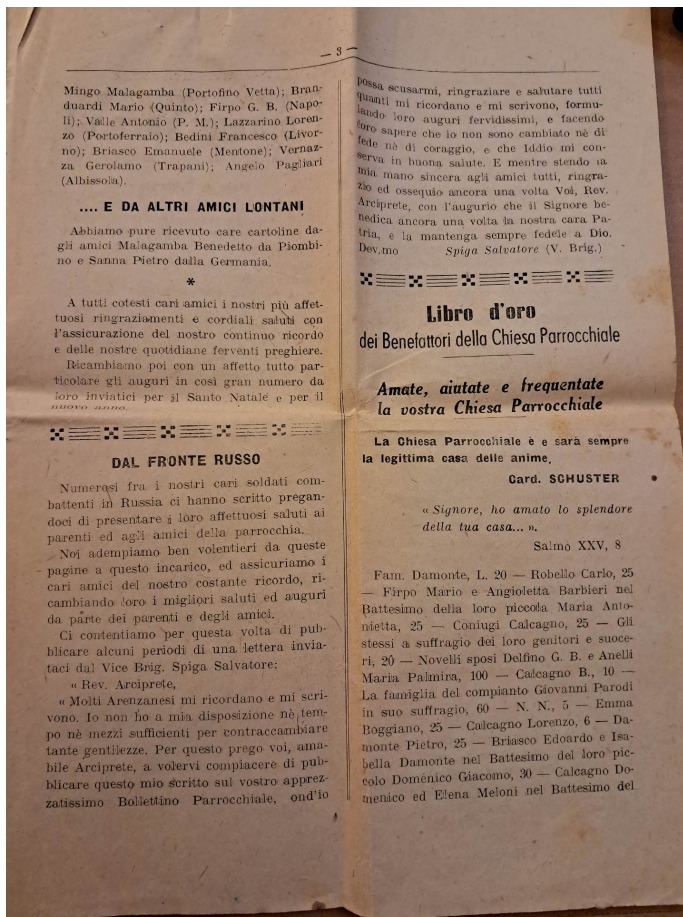 — 3 —
Mingo Malagamba (Portofino Vetta); Bran-
duardi Mario (Quinto); Firpo G. B. (Napo-
li); Valle Antonio (P. M.); Lazzarino Loren-
zo (Portoferraio); Bedini Francesco (Livor-
no); Briasco Emanuele (Mentone); Vernaz-
za Gerolamo (Trapani); Angelo Pagliari
(Albissola).
.... E DA ALTRI AMICI LONTANI
Abbiamo pure ricevuto care cartoline da-
gli amici Malagamba Benedetto da Piombi-
no e Sanna Pietro dalla Germania.
*
A tutti cotesti cari amici i nostri più affet-
tuosi ringraziamenti e cordiali saluti con
l'assicurazione del nostro continuo ricordo
e delle nostre quotidiane ferventi preghiere.
Ricambiamo poi con un affetto tutto par-
ticolare gli auguri in così gran numero da
loro inviatici per il Santo Natale e per il
nuovo anno.
DAL FRONTE RUSSO
Numerosi fra i nostri cari soldati com-
battenti in Russia ci hanno scritto pregan-
doci di presentare i loro affettuosi saluti ai
parenti ed agli amici della parrocchia.
Noi adempiamo ben volentieri da queste
pagine a questo incarico, ed assicuriamo i
cari amici del nostro costante ricordo, ri-
cambiando loro i migliori saluti ed auguri
da parte dei parenti e degli amici.
Ci contentiamo per questa volta di pub-
blicare alcuni periodi di una lettera invia-
taci dal Vice Brig. Spiga Salvatore:
« Rev. Arciprete,
« Molti Arenzanesi mi ricordano e mi scri-
vono. Io non ho a mia disposizione nè tem-
po nè mezzi sufficienti per contraccambiare
tante gentilezze. Per questo prego voi, ama-
bile Arciprete, a volervi compiacere di pub-
blicare questo mio scritto sul vostro apprez-
zatissimo Bollettino Parrocchiale, ond'io
possa scusarmi, ringraziare e salutare tutti
quanti mi ricordano e mi scrivono, formu-
lando loro auguri fervidissimi, e facendo
loro sapere che io non sono cambiato nè di
fede nè di coraggio, e che Iddio mi con-
serva in buona salute. E mentre stendo la
mia mano sincera agli amici tutti, ringra-
zio ed ossequio ancora una volta Voi, Rev.
Arciprete, con l'augurio che il Signore be-
nedica ancora una volta la nostra cara Pa-
tria, e la mantenga sempre fedele a Dio.
Dev.mo Spiga Salvatore (V. Brig.)
Libro d'oro
dei Benefattori della Chiesa Parrocchiale
Amate, aiutate e frequentate
la vostra Chiesa Parrocchiale
La Chiesa Parrocchiale è e sarà sempre
la legittima casa delle anime.
Card. SCHUSTER
« Signore, ho amato lo splendore
della tua casa... ».
Salmo XXV, 8
Fam. Damonte, L. 20 — Robello Carlo, 25
— Firpo Mario e Angioletta Barbieri nel
Battesimo della loro piccola Maria Anto-
nietta, 25 — Coniugi Calcagno, 25 — Gli
stessi a suffragio dei loro genitori e suoce-
ri, 20 — Novelli sposi Delfino G. B. e Anelli
Maria Palmira, 100 — Calcagno B., 10 —
La famiglia del compianto Giovanni Parodi
in suo suffragio, 60 — N. N., 5 — Emma
Boggiano, 25 — Calcagno Lorenzo, 6 — Da-
monte Pietro, 25 — Briasco Edoardo e Isa-
bella Damonte nel Battesimo del loro pic-
colo Domenico Giacomo, 30 — Calcagno Do-
menico ed Elena Meloni nel Battesimo del